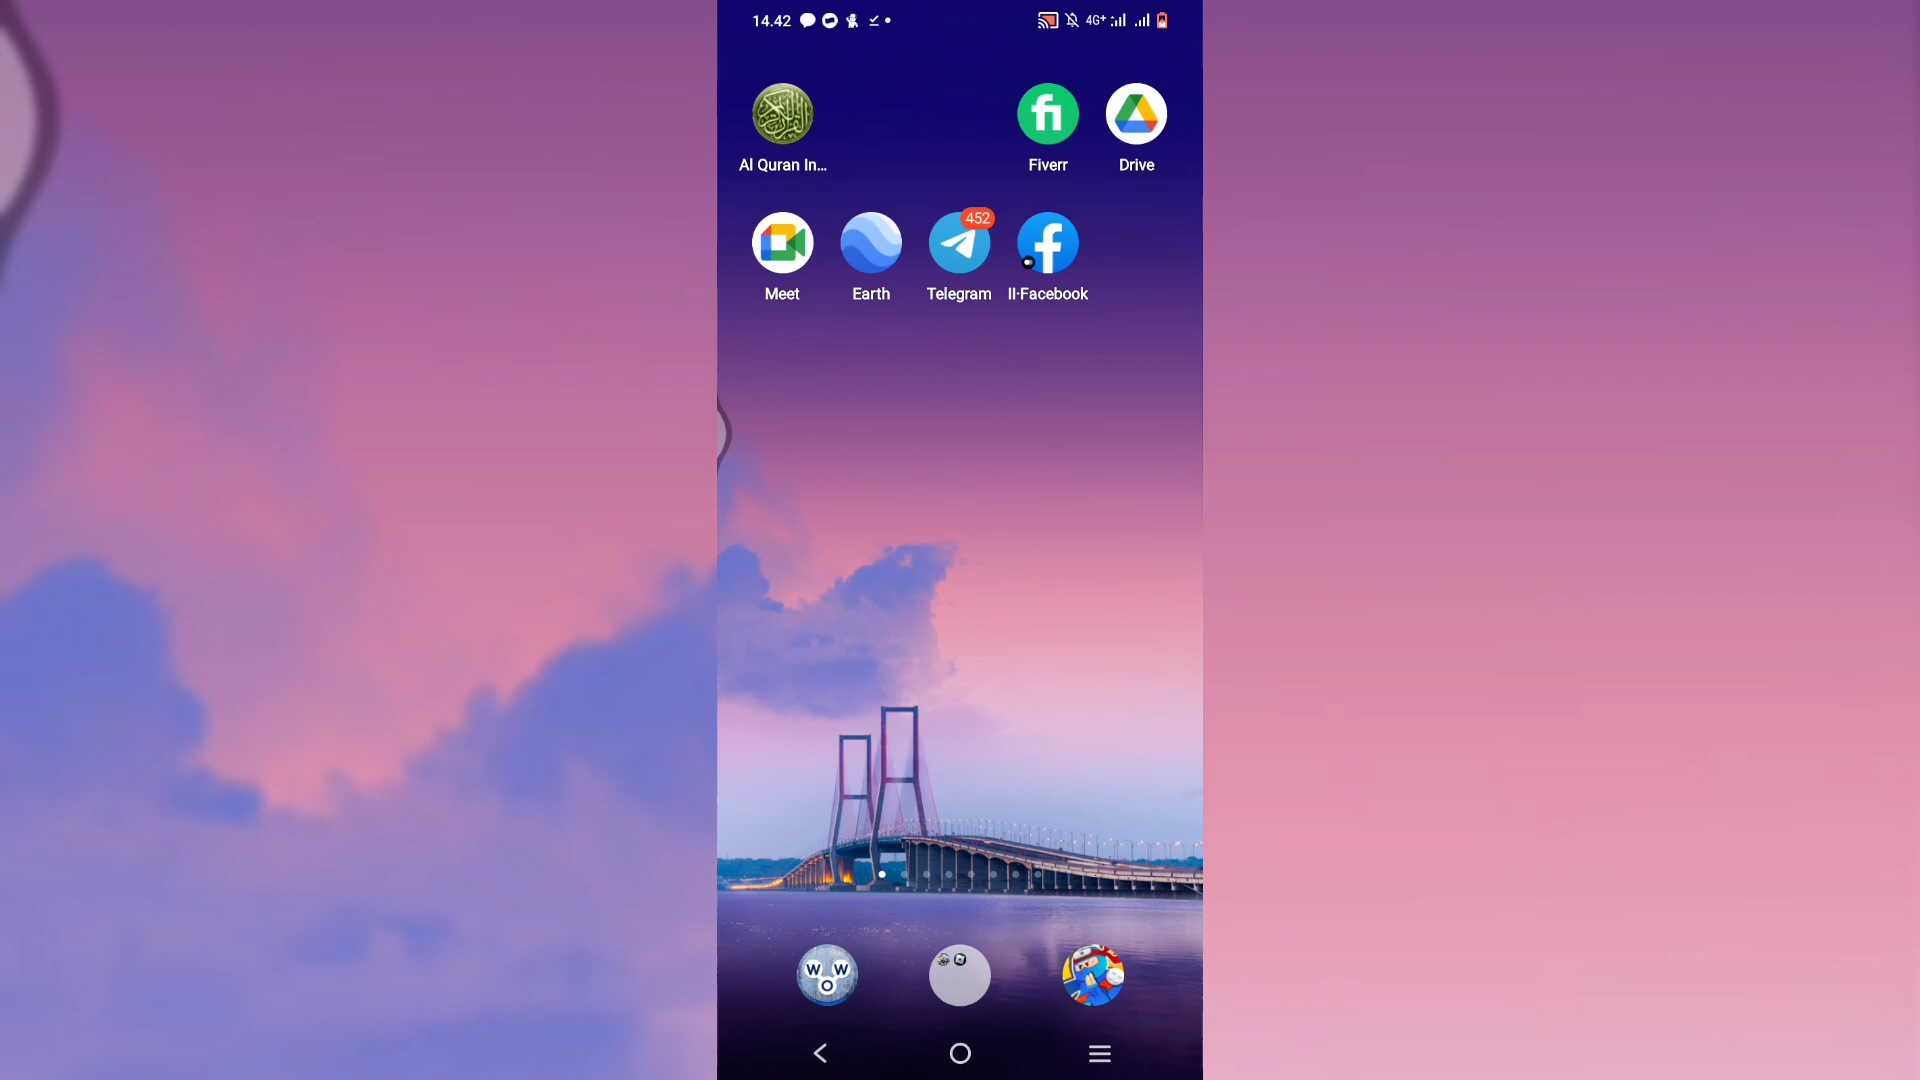 14.42
4G+
Al Quran In...
Fiverr
Drive
452
Meet
Earth
Telegram
II·Facebook
W W
O